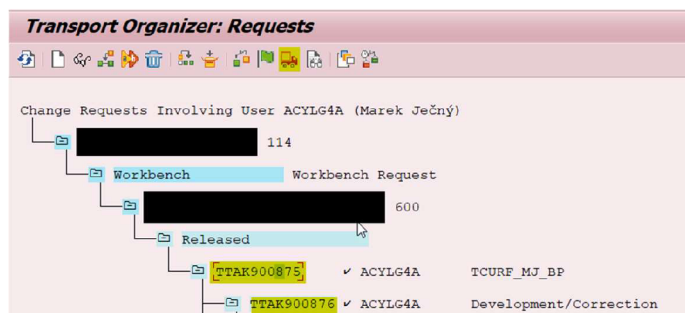 Transport Organizer: Requests
Change Requests Involving User ACYLG4A (Marek Ječný)
114
Workbench Workbench Request
600
Released
TTAK900875 ✓ ACYLG4A TCURF_MJ_BP
TTAK900876 ✓ ACYLG4A Development/Correction